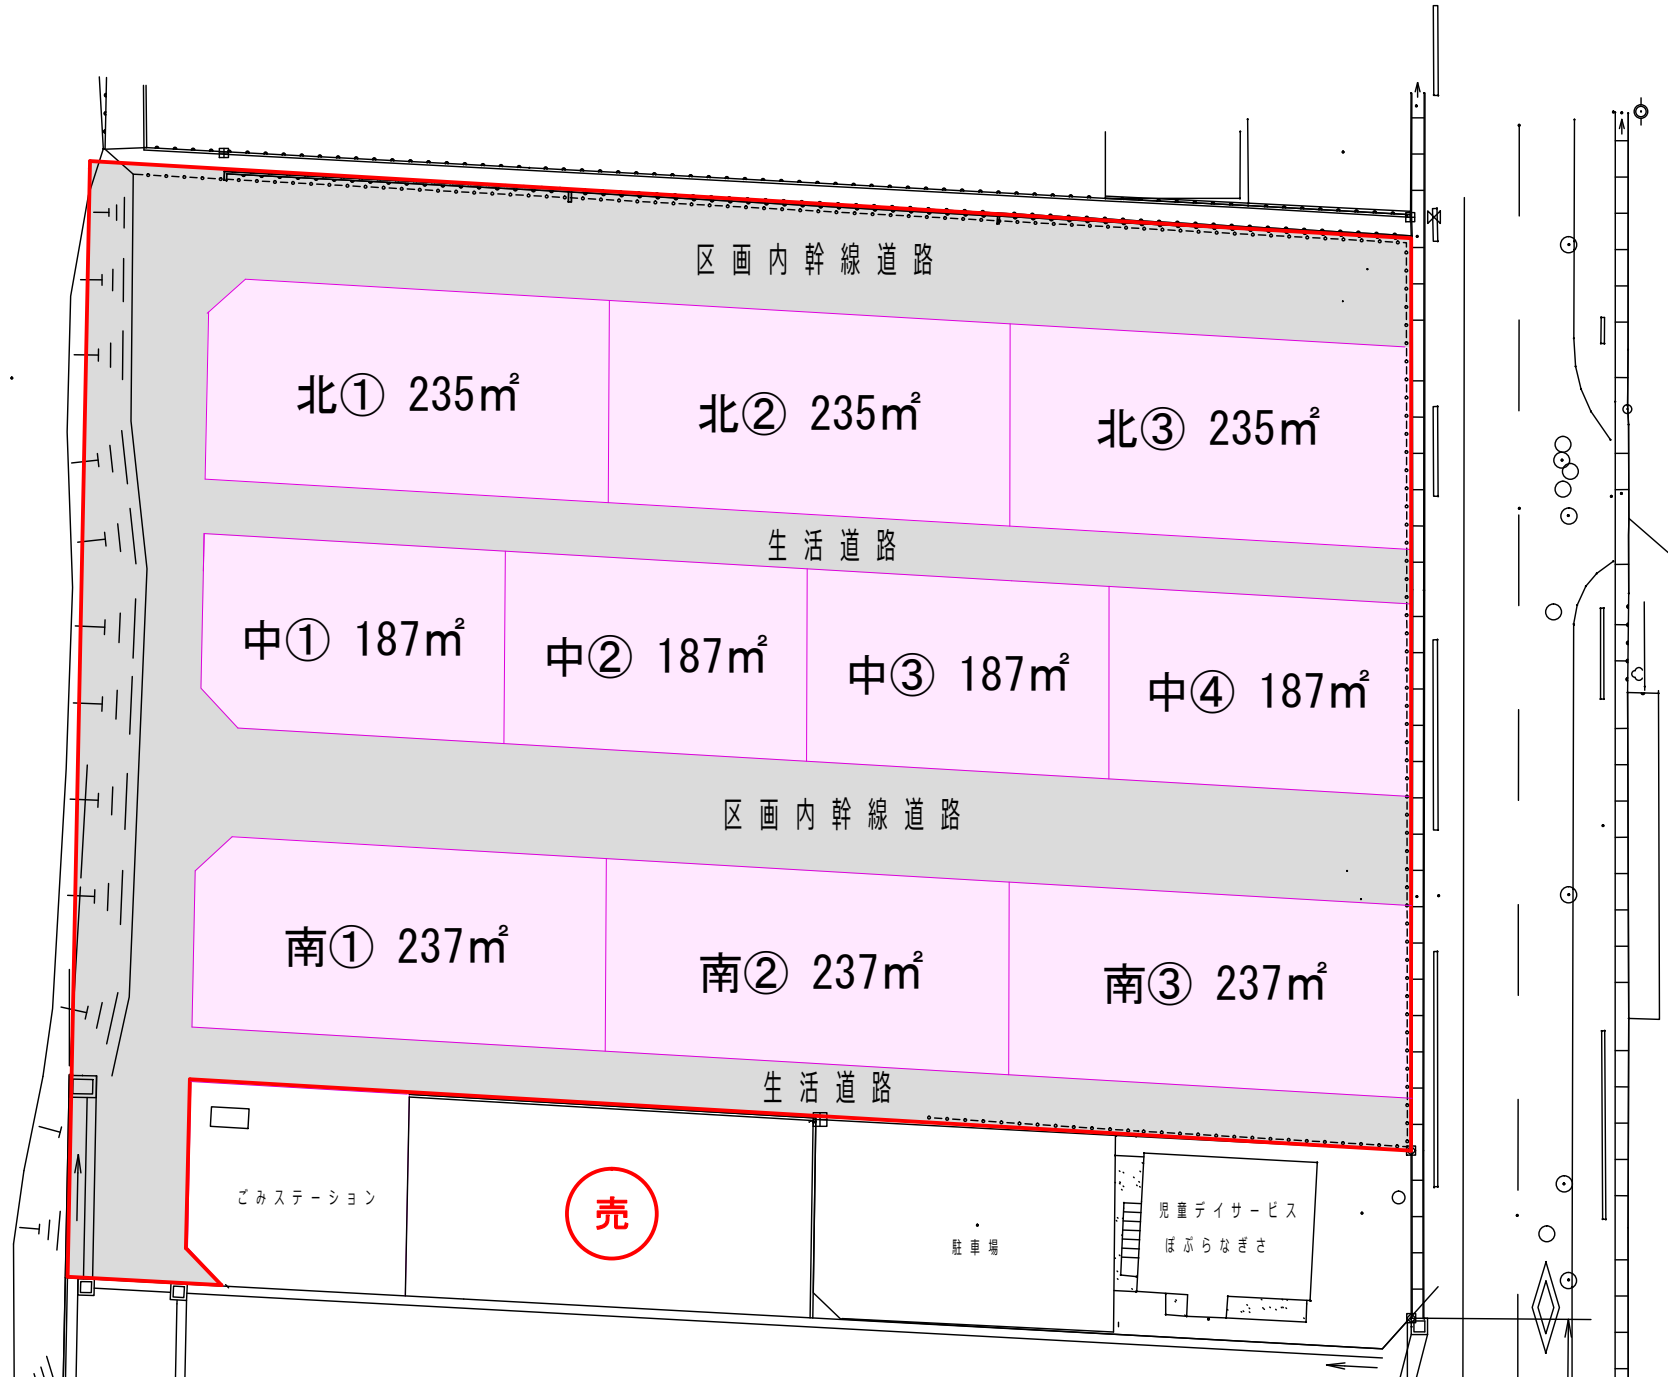 区画内幹線道路
北① 235㎡
北② 235㎡
北③ 235㎡
生活道路
中① 187㎡
中② 187㎡
中③ 187㎡
中④ 187㎡
区画内幹線道路
南① 237㎡
南② 237㎡
南③ 237㎡
生活道路
ごみステーション
売
駐車場
児童デイサービス
ぽぷらなぎさ